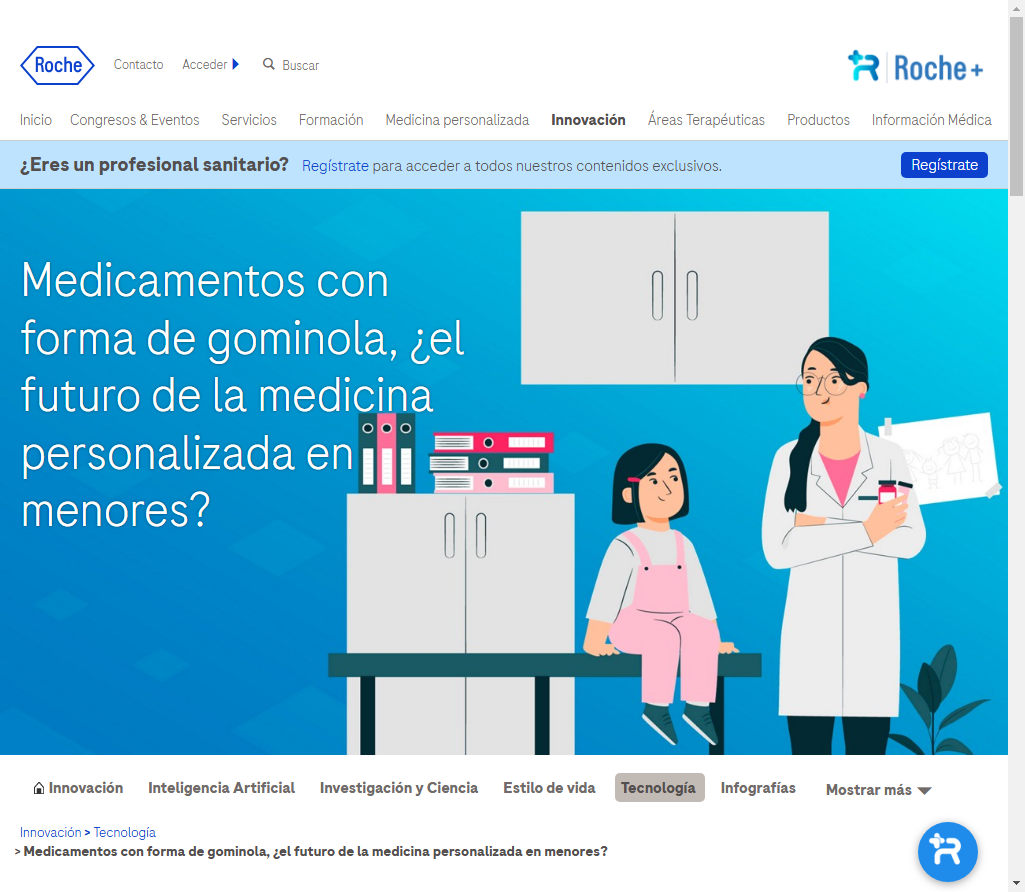 Roche
Contacto Acceder Buscar
Roche+
Inicio Congresos & Eventos Servicios Formación Medicina personalizada Innovación Áreas Terapéuticas Productos Información Médica
¿Eres un profesional sanitario? Regístrate para acceder a todos nuestros contenidos exclusivos. Regístrate
Medicamentos con
forma de gominola, ¿el
futuro de la medicina
personalizada en
menores?
Innovación Inteligencia Artificial Investigación y Ciencia Estilo de vida Tecnología Infografías Mostrar más
Innovación > Tecnología
> Medicamentos con forma de gominola, ¿el futuro de la medicina personalizada en menores?